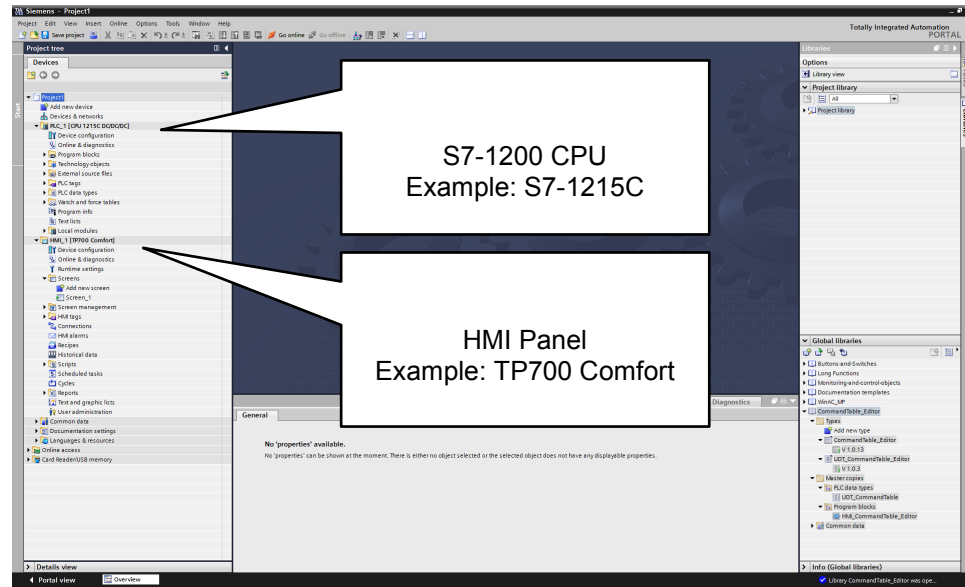 Siemens - Project1
Project Edit View Insert Online Options Tools Window Help
Totally Integrated Automation
PORTAL
Save project
Go online
Go offline
Project tree
Devices
Start
Project1
Add new device
Devices & networks
PLC_1 [CPU 1215C DC/DC/DC]
Device configuration
Online & diagnostics
Program blocks
Technology objects
External source files
PLC tags
PLC data types
Watch and force tables
Program info
Text lists
Local modules
HMI_1 [TP700 Comfort]
Device configuration
Online & diagnostics
Runtime settings
Screens
Add new screen
Screen_1
Screen management
HMI tags
Connections
HMI alarms
Recipes
Historical data
Scripts
Scheduled tasks
Cycles
Reports
Text and graphic lists
User administration
Common data
Documentation settings
Languages & resources
Online access
Card Reader/USB memory
Details view
Portal view
Overview
S7-1200 CPU
Example: S7-1215C
HMI Panel
Example: TP700 Comfort
Diagnostics
General
No 'properties' available.
No 'properties' can be shown at the moment. There is either no object selected or the selected object does not have any displayable properties.
Libraries
Options
Library view
Project library
All
Project library
Global libraries
Buttons-and-Switches
Long Functions
Monitoring-and-control-objects
Documentation templates
WinAC_MP
CommandTable_Editor
Types
Add new type
CommandTable_Editor
V 1.0.13
UDT_CommandTable_Editor
V 1.0.3
Master copies
PLC data types
UDT_CommandTable
Program blocks
HMI_CommandTable_Editor
Common data
Info (Global libraries)
Library CommandTable_Editor was ope...